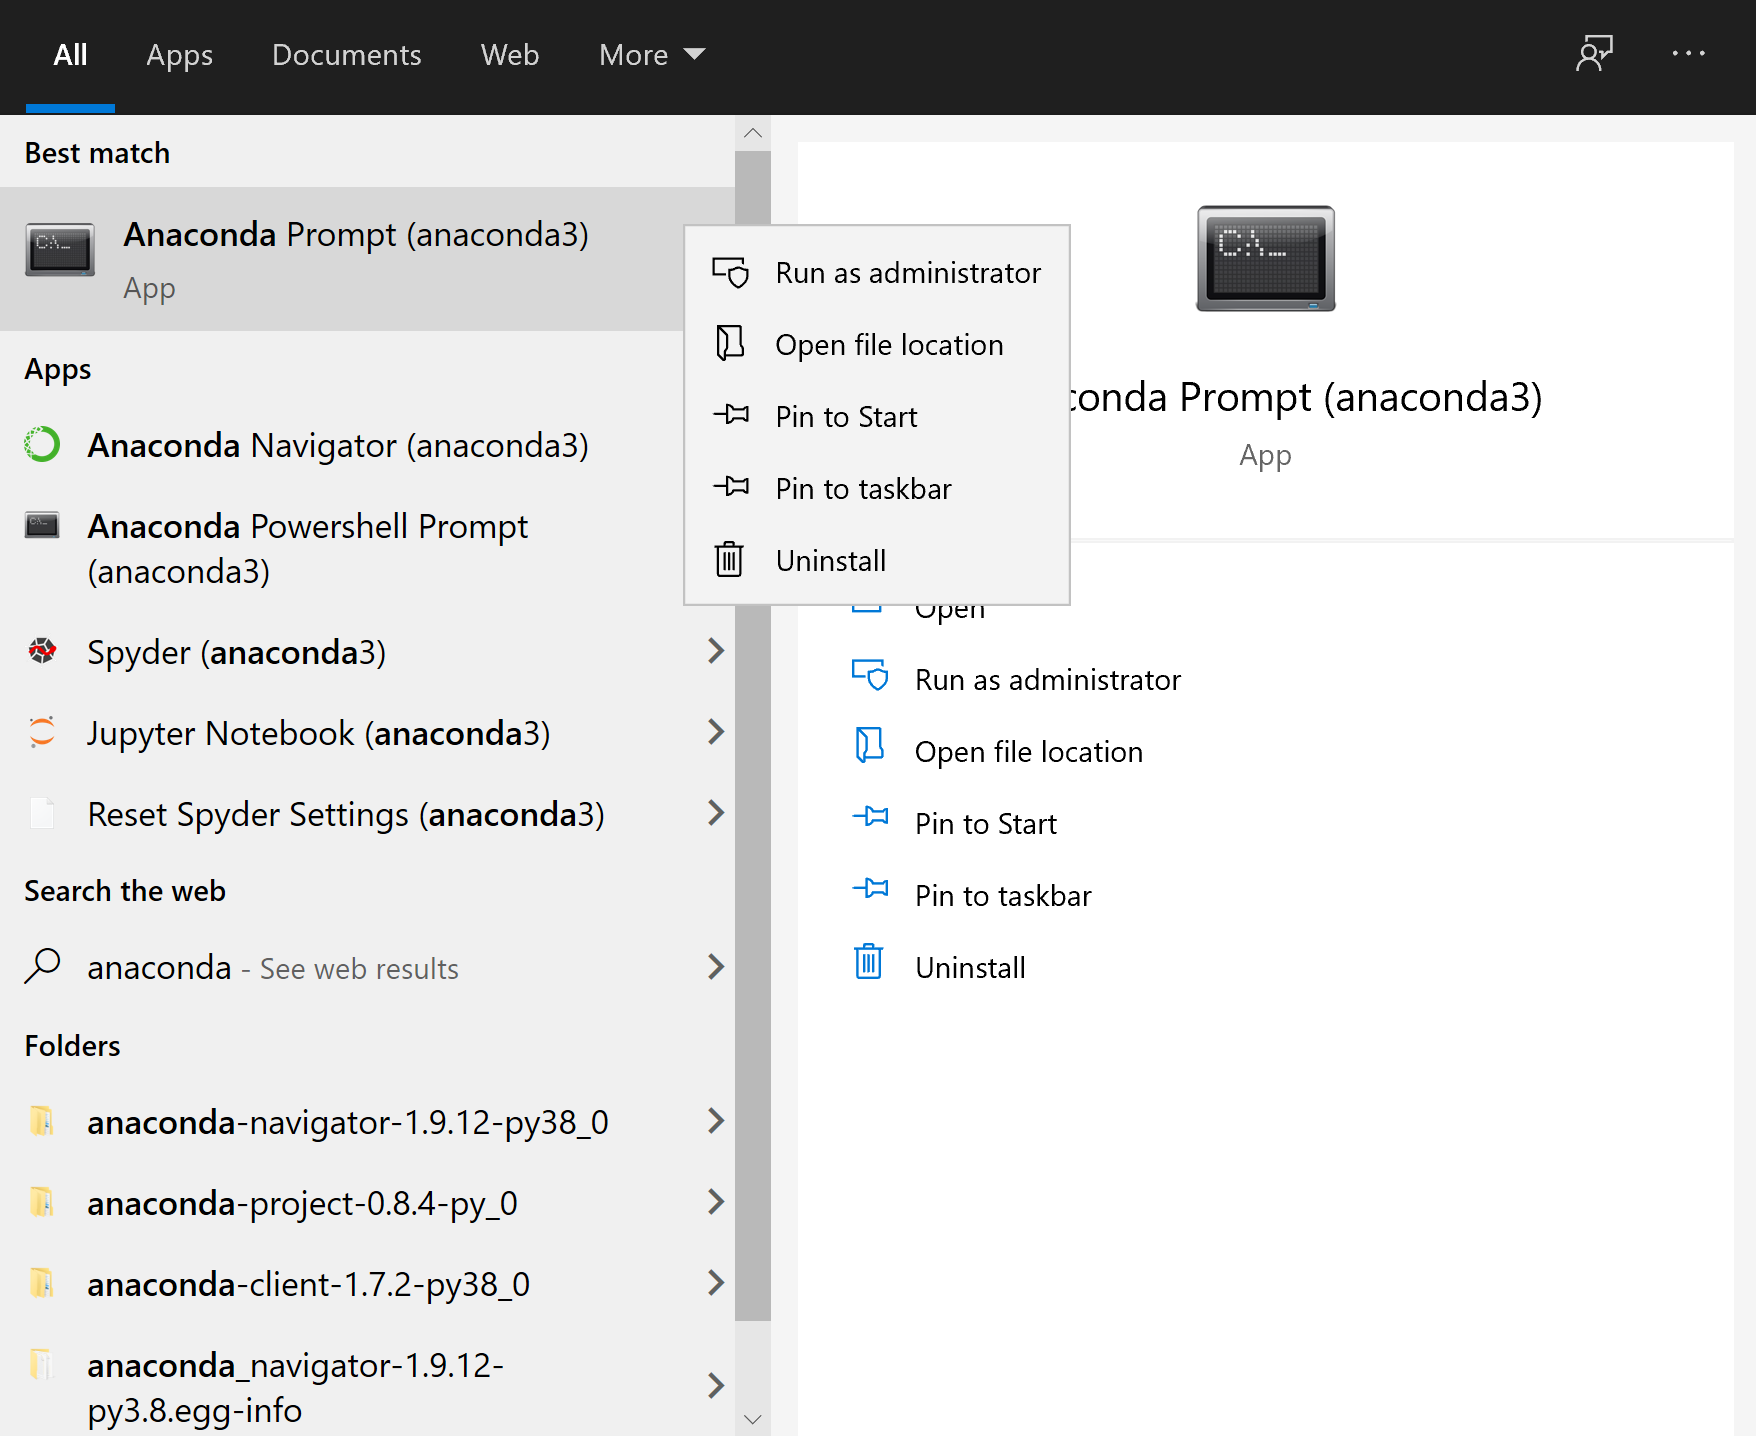 All
Apps
Documents
Web
More
Best match
Anaconda Prompt (anaconda3)
App
Apps
Anaconda Navigator (anaconda3)
Anaconda Powershell Prompt
(anaconda3)
Spyder (anaconda3)
Jupyter Notebook (anaconda3)
Reset Spyder Settings (anaconda3)
Search the web
anaconda - See web results
Folders
anaconda-navigator-1.9.12-py38_0
anaconda-project-0.8.4-py_0
anaconda-client-1.7.2-py38_0
anaconda_navigator-1.9.12-
py3.8.egg-info
Run as administrator
Open file location
Pin to Start
Pin to taskbar
Uninstall
C:\_
conda Prompt (anaconda3)
App
Open
Run as administrator
Open file location
Pin to Start
Pin to taskbar
Uninstall